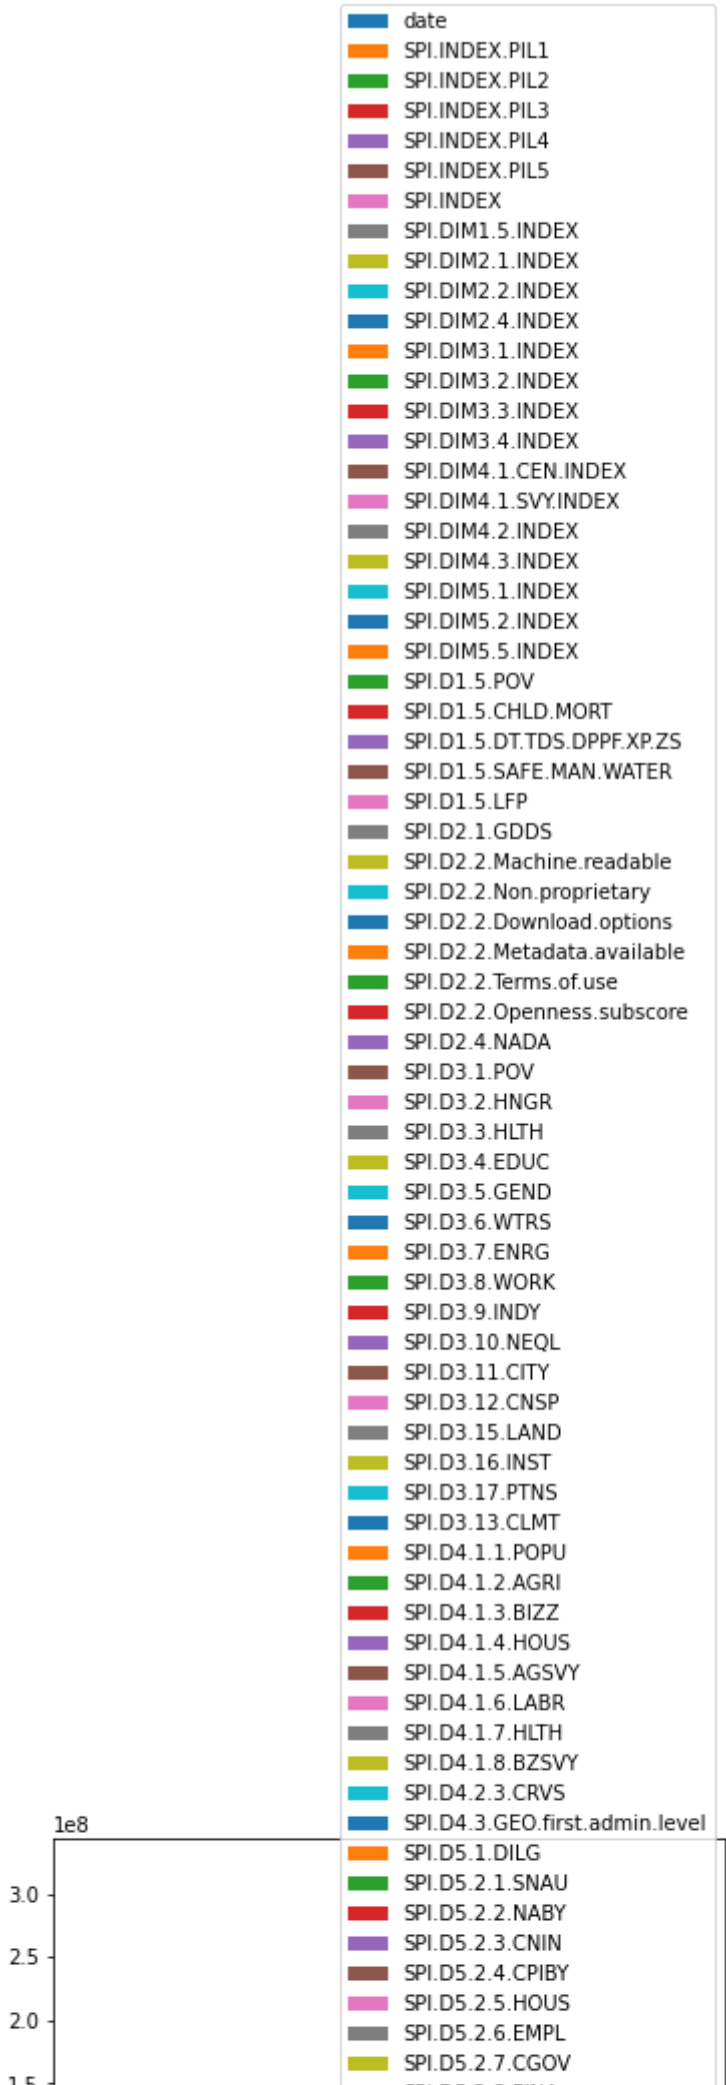 date
SPI.INDEX.PIL1
SPI.INDEX.PIL2
SPI.INDEX.PIL3
SPI.INDEX.PIL4
SPI.INDEX.PIL5
SPI.INDEX
SPI.DIM1.5.INDEX
SPI.DIM2.1.INDEX
SPI.DIM2.2.INDEX
SPI.DIM2.4.INDEX
SPI.DIM3.1.INDEX
SPI.DIM3.2.INDEX
SPI.DIM3.3.INDEX
SPI.DIM3.4.INDEX
SPI.DIM4.1.CEN.INDEX
SPI.DIM4.1.SVY.INDEX
SPI.DIM4.2.INDEX
SPI.DIM4.3.INDEX
SPI.DIM5.1.INDEX
SPI.DIM5.2.INDEX
SPI.DIM5.5.INDEX
SPI.D1.5.POV
SPI.D1.5.CHLD.MORT
SPI.D1.5.DT.TDS.DPPF.XP.ZS
SPI.D1.5.SAFE.MAN.WATER
SPI.D1.5.LFP
SPI.D2.1.GDDS
SPI.D2.2.Machine.readable
SPI.D2.2.Non.proprietary
SPI.D2.2.Download.options
SPI.D2.2.Metadata.available
SPI.D2.2.Terms.of.use
SPI.D2.2.Openness.subscore
SPI.D2.4.NADA
SPI.D3.1.POV
SPI.D3.2.HNGR
SPI.D3.3.HLTH
SPI.D3.4.EDUC
SPI.D3.5.GEND
SPI.D3.6.WTRS
SPI.D3.7.ENRG
SPI.D3.8.WORK
SPI.D3.9.INDY
SPI.D3.10.NEQL
SPI.D3.11.CITY
SPI.D3.12.CNSP
SPI.D3.15.LAND
SPI.D3.16.INST
SPI.D3.17.PTNS
SPI.D3.13.CLMT
SPI.D4.1.1.POPU
SPI.D4.1.2.AGRI
SPI.D4.1.3.BIZZ
SPI.D4.1.4.HOUS
SPI.D4.1.5.AGSVY
SPI.D4.1.6.LABR
SPI.D4.1.7.HLTH
SPI.D4.1.8.BZSVY
SPI.D4.2.3.CRVS
SPI.D4.3.GEO.first.admin.level
1e8
SPI.D5.1.DILG
SPI.D5.2.1.SNAU
3.0
SPI.D5.2.2.NABY
SPI.D5.2.3.CNIN
2.5
SPI.D5.2.4.CPIBY
SPI.D5.2.5.HOUS
2.0
SPI.D5.2.6.EMPL
SPI.D5.2.7.CGOV